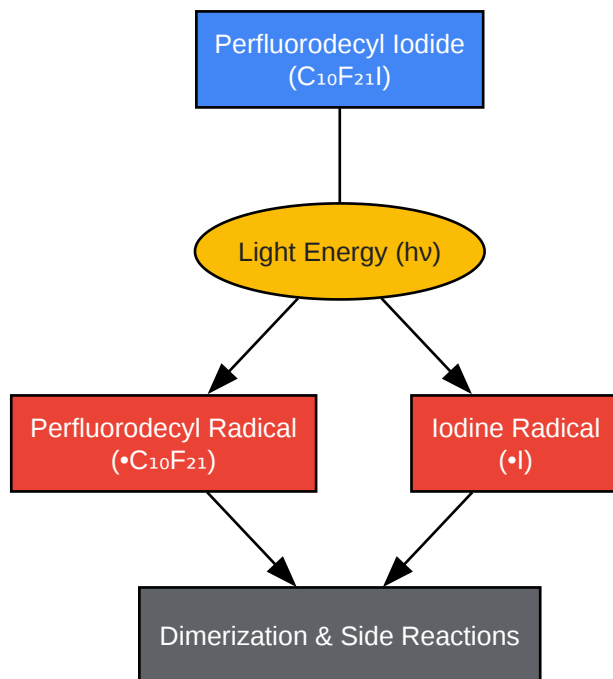 Perfluorodecyl Iodide
(C₁₀F₂₁I)
Light Energy (hν)
Perfluorodecyl Radical
(•C₁₀F₂₁)
Iodine Radical
(•I)
Dimerization & Side Reactions